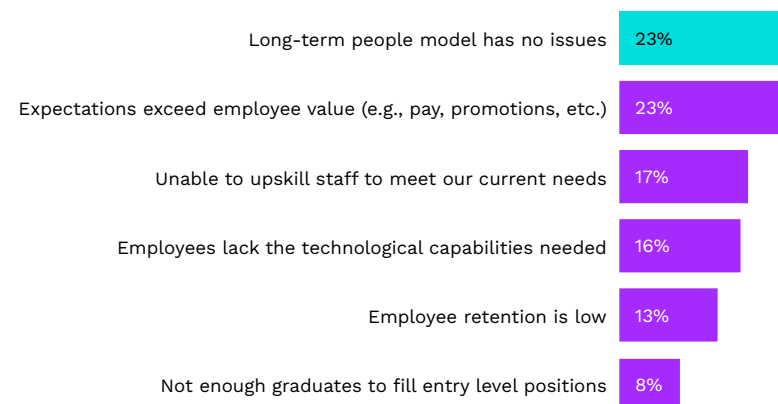 Long-term people model has no issues 23%
Expectations exceed employee value (e.g., pay, promotions, etc.) 23%
Unable to upskill staff to meet our current needs 17%
Employees lack the technological capabilities needed 16%
Employee retention is low 13%
Not enough graduates to fill entry level positions 8%